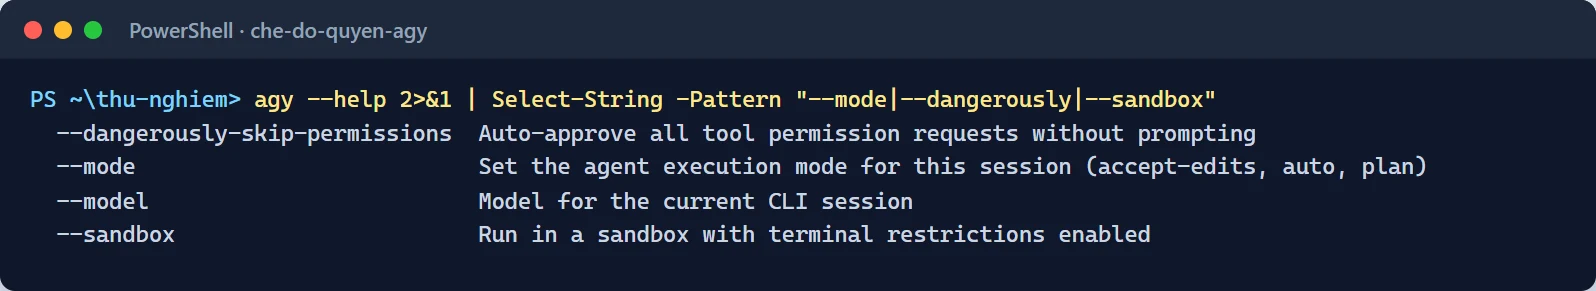 PowerShell · che-do-quyen-agy
PS ~\thu-nghiem> agy --help 2>&1 | Select-String -Pattern "--mode|--dangerously|--sandbox"
--dangerously-skip-permissions  Auto-approve all tool permission requests without prompting
--mode                          Set the agent execution mode for this session (accept-edits, auto, plan)
--model                         Model for the current CLI session
--sandbox                       Run in a sandbox with terminal restrictions enabled